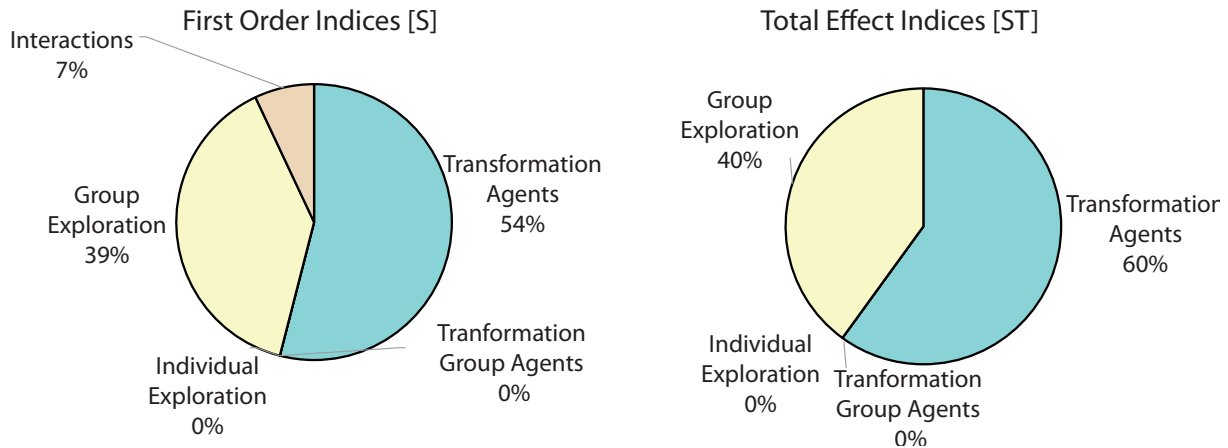 First Order Indices [S]
Interactions
7%
Group
Exploration
39%
Transformation
Agents
54%
Individual
Exploration
0%
Tranformation
Group Agents
0%
Total Effect Indices [ST]
Group
Exploration
40%
Transformation
Agents
60%
Individual
Exploration
0%
Tranformation
Group Agents
0%